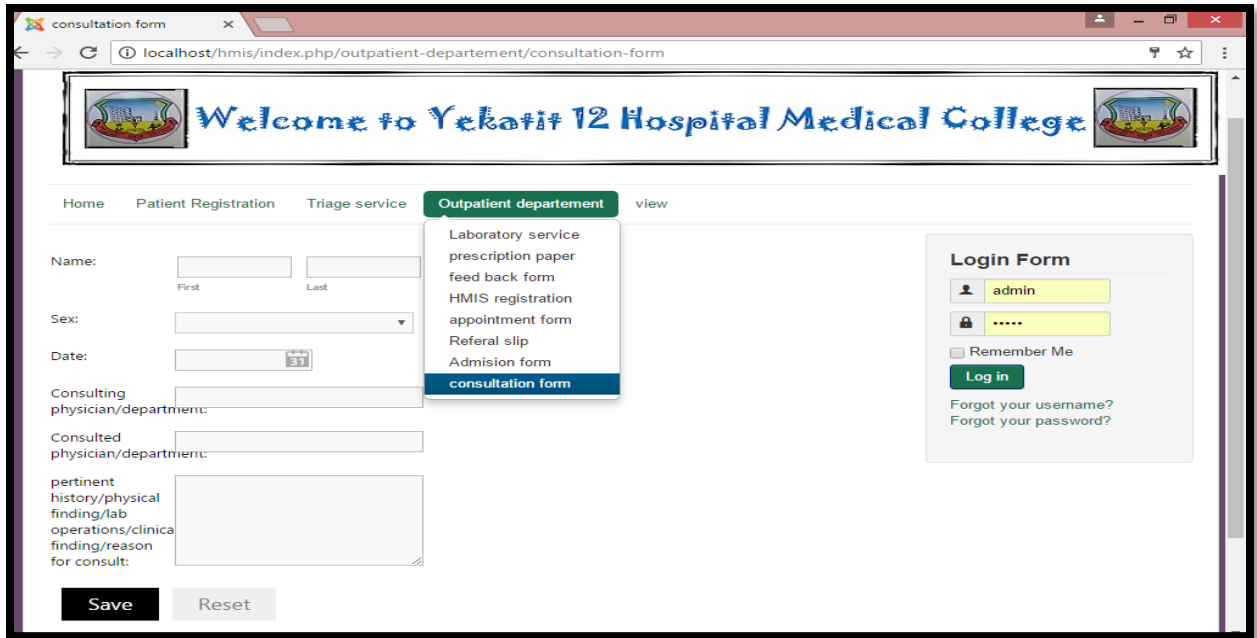 consultation form
localhost/hmis/index.php/outpatient-departement/consultation-form
Welcome to Yekatit 12 Hospital Medical College
Home Patient Registration Triage service Outpatient departement view
Laboratory service
prescription paper
feed back form
HMIS registration
appointment form
Referal slip
Admision form
consultation form
Name:
First Last
Sex:
Date:
31
Consulting
physician/department:
Consulted
physician/department:
pertinent
history/physical
finding/lab
operations/clinica
finding/reason
for consult:
Save Reset
Login Form
admin
•••••
Remember Me
Log in
Forgot your username?
Forgot your password?